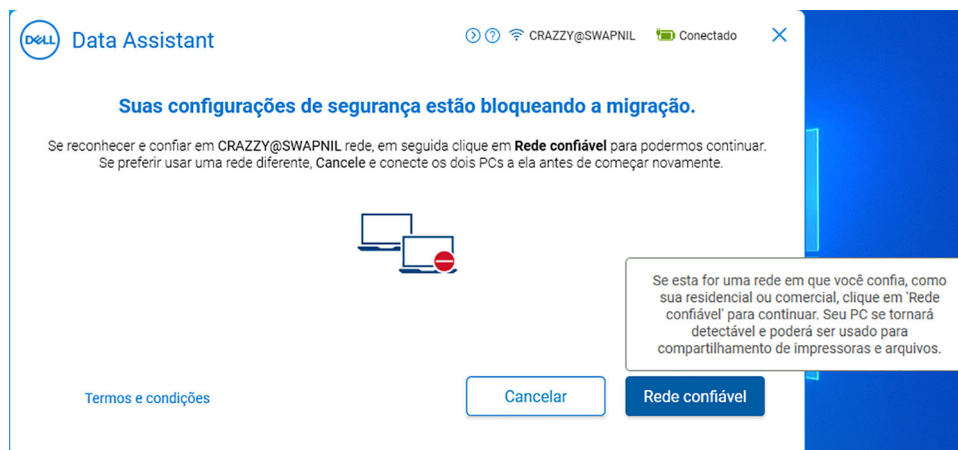 DELL
Data Assistant
CRAZZY@SWAPNIL
Conectado
Suas configurações de segurança estão bloqueando a migração.
Se reconhecer e confiar em CRAZZY@SWAPNIL rede, em seguida clique em Rede confiável para podermos continuar.
Se preferir usar uma rede diferente, Cancele e conecte os dois PCs a ela antes de começar novamente.
Se esta for uma rede em que você confia, como
sua residencial ou comercial, clique em 'Rede
confiável' para continuar. Seu PC se tornará
detectável e poderá ser usado para
compartilhamento de impressoras e arquivos.
Termos e condições
Cancelar
Rede confiável